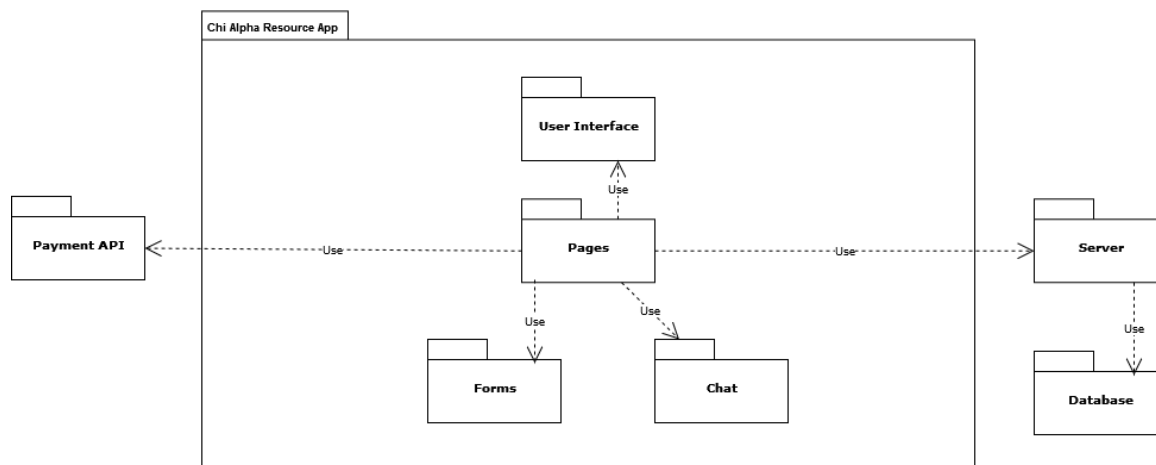 Chi Alpha Resource App
User Interface
Use
Payment API
Use
Pages
Use
Server
Use
Use
Use
Forms
Chat
Database